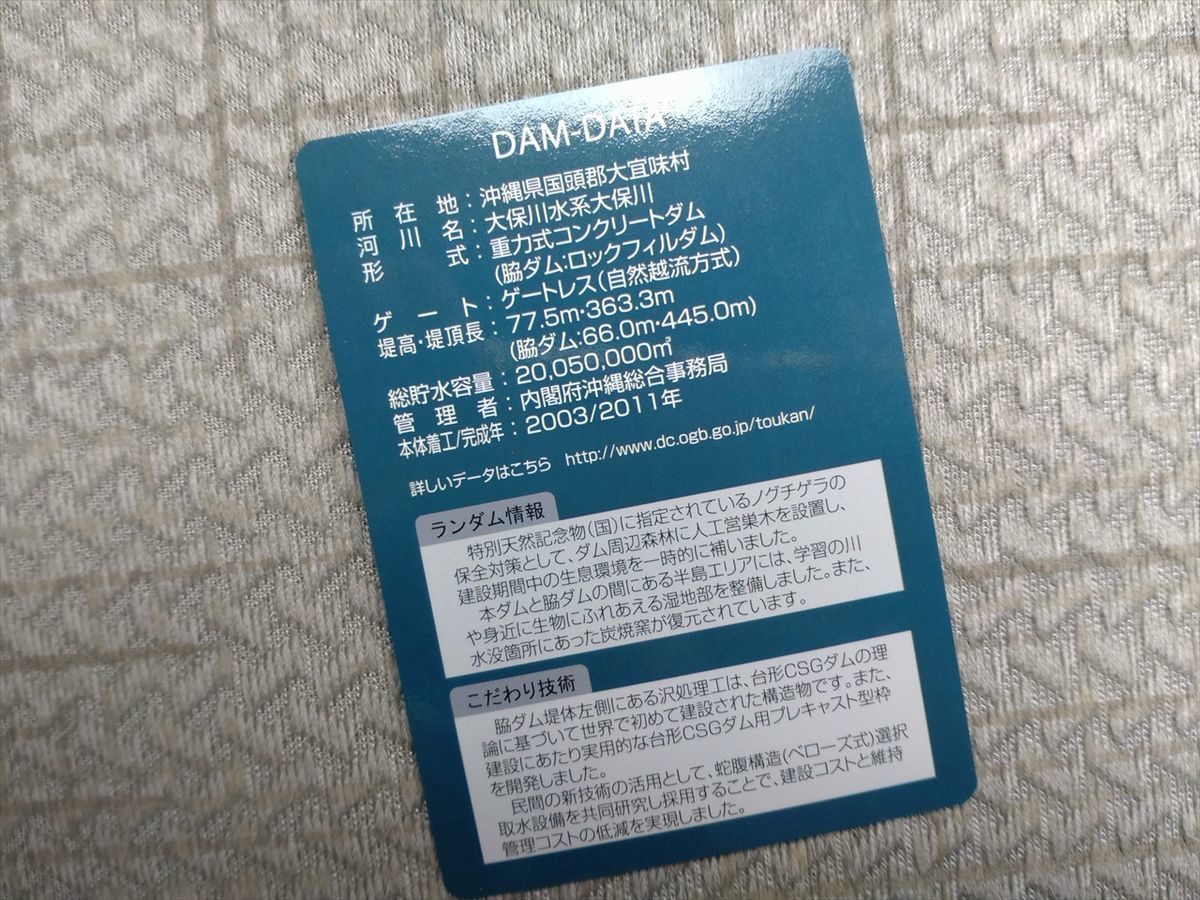 DAM-DATA
所在地：沖縄県国頭郡大宜味村
河川名：大保川水系大保川
形式：重力式コンクリートダム
(脇ダム:ロックフィルダム)
ゲート：ゲートレス(自然越流方式)
堤高・堤頂長：77.5m・363.3m
(脇ダム:66.0m・445.0m)
総貯水容量：20,050,000㎥
管理者：内閣府沖縄総合事務局
本体着工/完成年：2003/2011年
詳しいデータはこちら http://www.dc.ogb.go.jp/toukan/
ランダム情報
特別天然記念物(国)に指定されているノグチゲラの
保全対策として、ダム周辺森林に人工営巣木を設置し、
建設期間中の生息環境を一時的に補いました。
本ダムと脇ダムの間にある半島エリアには、学習の川
や身近に生物にふれあえる湿地部を整備しました。また、
水没箇所にあった炭焼窯が復元されています。
こだわり技術
脇ダム堤体左側にある沢処理工は、台形CSGダムの理
論に基づいて世界で初めて建設された構造物です。また、
建設にあたり実用的な台形CSGダム用プレキャスト型枠
を開発しました。
民間の新技術の活用として、蛇腹構造(ベローズ式)選択
取水設備を共同研究し採用することで、建設コストと維持
管理コストの低減を実現しました。